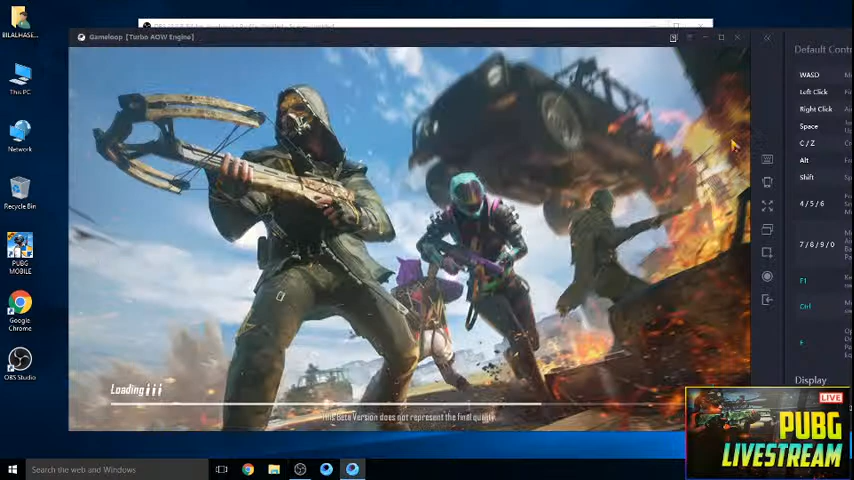 BILALHASE...
This PC
Network
Recycle Bin
PUBG
MOBILE
Google
Chrome
OBS Studio
Gameloop [Turbo AOW Engine]
Loading
This Beta Version does not represent the final quality.
Default Contr
WASD
Left Click
Right Click
Space
C / Z
Alt
Shift
4/5/6
7/8/9/0
F1
Ctrl
F
Display
LIVE
PUBG
LIVESTREAM
Search the web and Windows